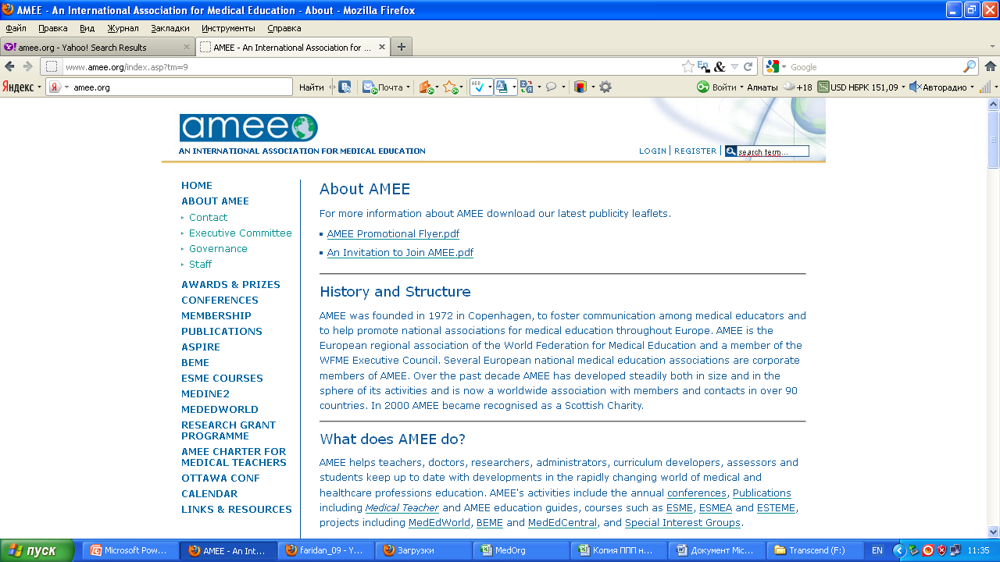 AMEE - An International Association for Medical Education - About - Mozilla Firefox
Файл Правка Вид Журнал Закладки Инструменты Справка
amee.org - Yahoo! Search Results
AMEE - An International Association for ...
www.amee.org/index.asp?tm=9
Google
Яндекс
amee.org
Найти
Почта
Войти
Алматы
+18
USD НБРК 151,09
Авторадио
amee
AN INTERNATIONAL ASSOCIATION FOR MEDICAL EDUCATION
LOGIN | REGISTER |
search term...
HOME
ABOUT AMEE
Contact
Executive Committee
Governance
Staff
AWARDS & PRIZES
CONFERENCES
MEMBERSHIP
PUBLICATIONS
ASPIRE
BEME
ESME COURSES
MEDINE2
MEDEDWORLD
RESEARCH GRANT
PROGRAMME
AMEE CHARTER FOR
MEDICAL TEACHERS
OTTAWA CONF
CALENDAR
LINKS & RESOURCES
About AMEE
For more information about AMEE download our latest publicity leaflets.
AMEE Promotional Flyer.pdf
An Invitation to Join AMEE.pdf
History and Structure
AMEE was founded in 1972 in Copenhagen, to foster communication among medical educators and
to help promote national associations for medical education throughout Europe. AMEE is the
European regional association of the World Federation for Medical Education and a member of the
WFME Executive Council. Several European national medical education associations are corporate
members of AMEE. Over the past decade AMEE has developed steadily both in size and in the
sphere of its activities and is now a worldwide association with members and contacts in over 90
countries. In 2000 AMEE became recognised as a Scottish Charity.
What does AMEE do?
AMEE helps teachers, doctors, researchers, administrators, curriculum developers, assessors and
students keep up to date with developments in the rapidly changing world of medical and
healthcare professions education. AMEE's activities include the annual conferences, Publications
including Medical Teacher and AMEE education guides, courses such as ESME, ESMEA and ESTEME,
projects including MedEdWorld, BEME and MedEdCentral, and Special Interest Groups.
пуск
Microsoft Pow...
AMEE - An Int...
faridan_09 - Y...
Загрузки
MedOrg
Копия ППП н...
Документ Mic...
Transcend (F:)
EN
11:35